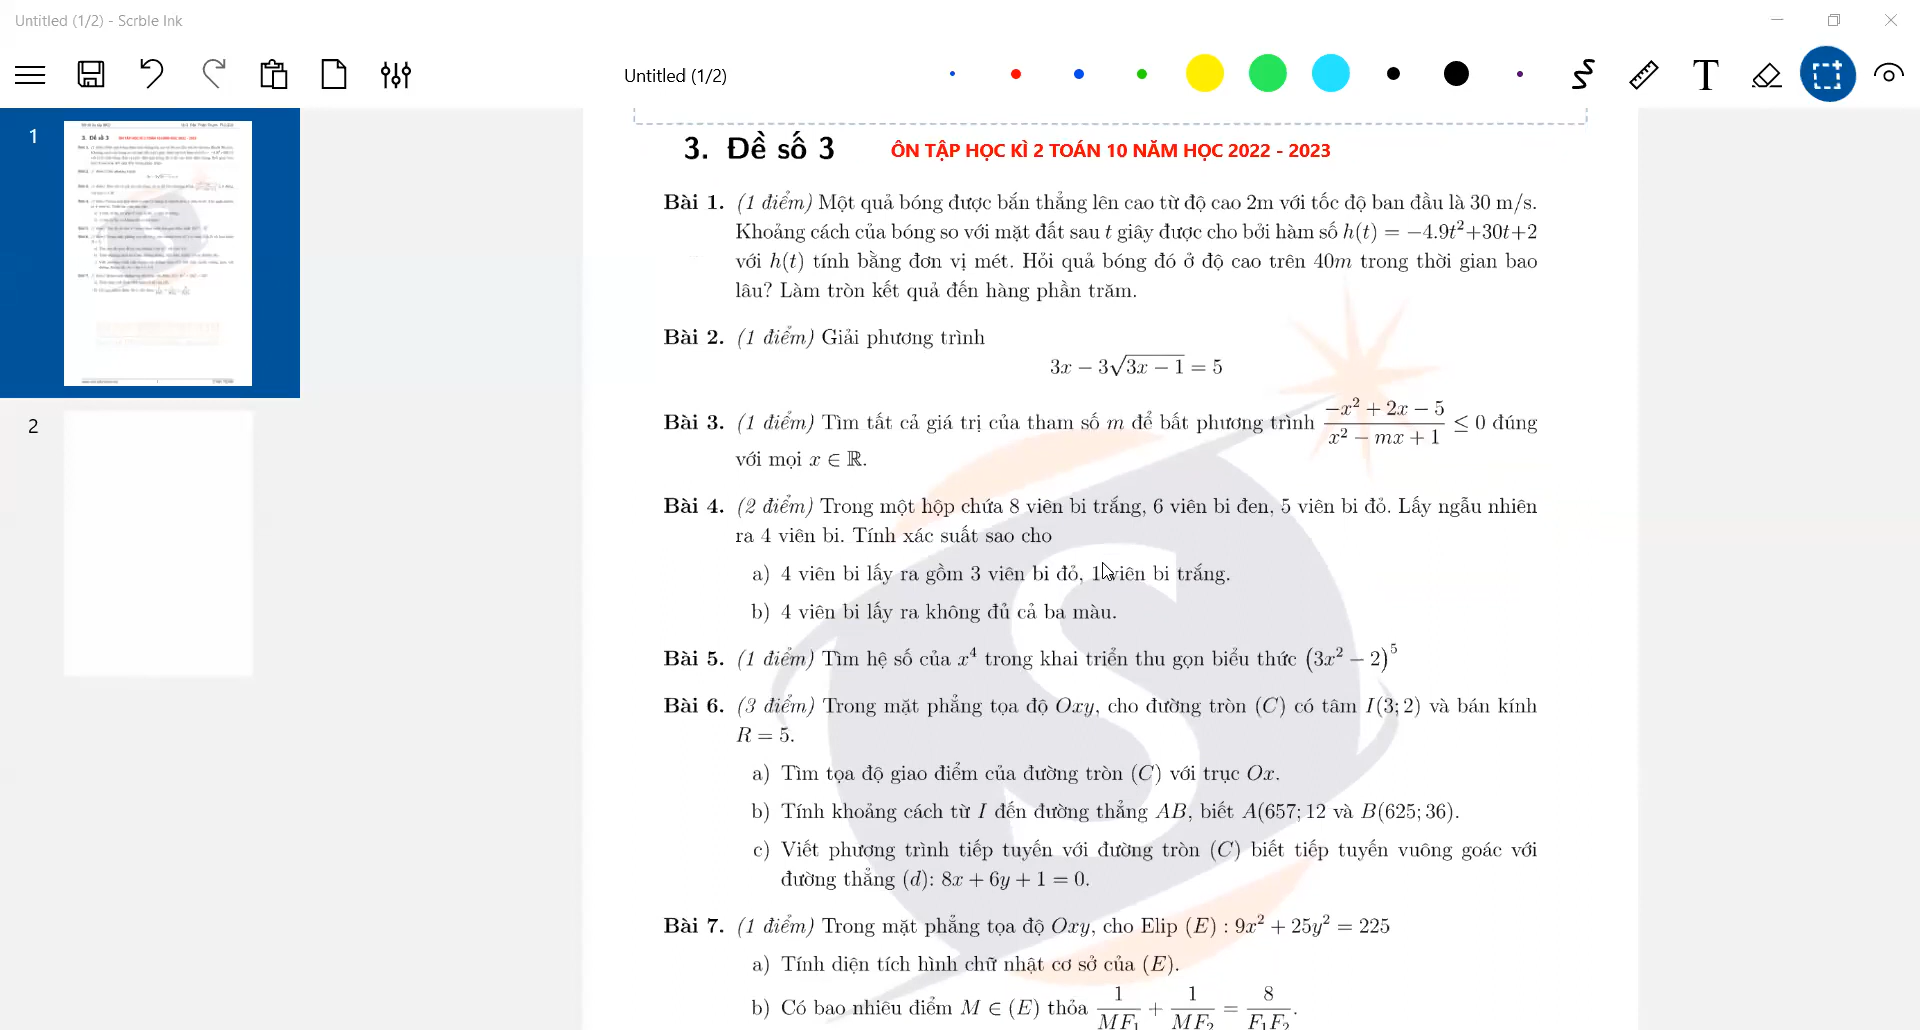 Untitled (1/2) - Scrble Ink
Untitled (1/2)
T
1
2
3. Đề số 3 ÔN TẬP HỌC KÌ 2 TOÁN 10 NĂM HỌC 2022 - 2023
Bài 1. (1 điểm) Một quả bóng được bắn thẳng lên cao từ độ cao 2m với tốc độ ban đầu là 30 m/s.
Khoảng cách của bóng so với mặt đất sau t giây được cho bởi hàm số h(t) = −4.9t²+30t+2
với h(t) tính bằng đơn vị mét. Hỏi quả bóng đó ở độ cao trên 40m trong thời gian bao
lâu? Làm tròn kết quả đến hàng phần trăm.
Bài 2. (1 điểm) Giải phương trình
3x − 3√(3x − 1) = 5
Bài 3. (1 điểm) Tìm tất cả giá trị của tham số m để bất phương trình (−x² + 2x − 5)/(x² − mx + 1) ≤ 0 đúng
với mọi x ∈ ℝ.
Bài 4. (2 điểm) Trong một hộp chứa 8 viên bi trắng, 6 viên bi đen, 5 viên bi đỏ. Lấy ngẫu nhiên
ra 4 viên bi. Tính xác suất sao cho
a) 4 viên bi lấy ra gồm 3 viên bi đỏ, 1 viên bi trắng.
b) 4 viên bi lấy ra không đủ cả ba màu.
Bài 5. (1 điểm) Tìm hệ số của x⁴ trong khai triển thu gọn biểu thức (3x² − 2)⁵
Bài 6. (3 điểm) Trong mặt phẳng tọa độ Oxy, cho đường tròn (C) có tâm I(3; 2) và bán kính
R = 5.
a) Tìm tọa độ giao điểm của đường tròn (C) với trục Ox.
b) Tính khoảng cách từ I đến đường thẳng AB, biết A(657; 12 và B(625; 36).
c) Viết phương trình tiếp tuyến với đường tròn (C) biết tiếp tuyến vuông goác với
đường thẳng (d): 8x + 6y + 1 = 0.
Bài 7. (1 điểm) Trong mặt phẳng tọa độ Oxy, cho Elip (E) : 9x² + 25y² = 225
a) Tính diện tích hình chữ nhật cơ sở của (E).
b) Có bao nhiêu điểm M ∈ (E) thỏa 1/MF₁ + 1/MF₂ = 8/F₁F₂.